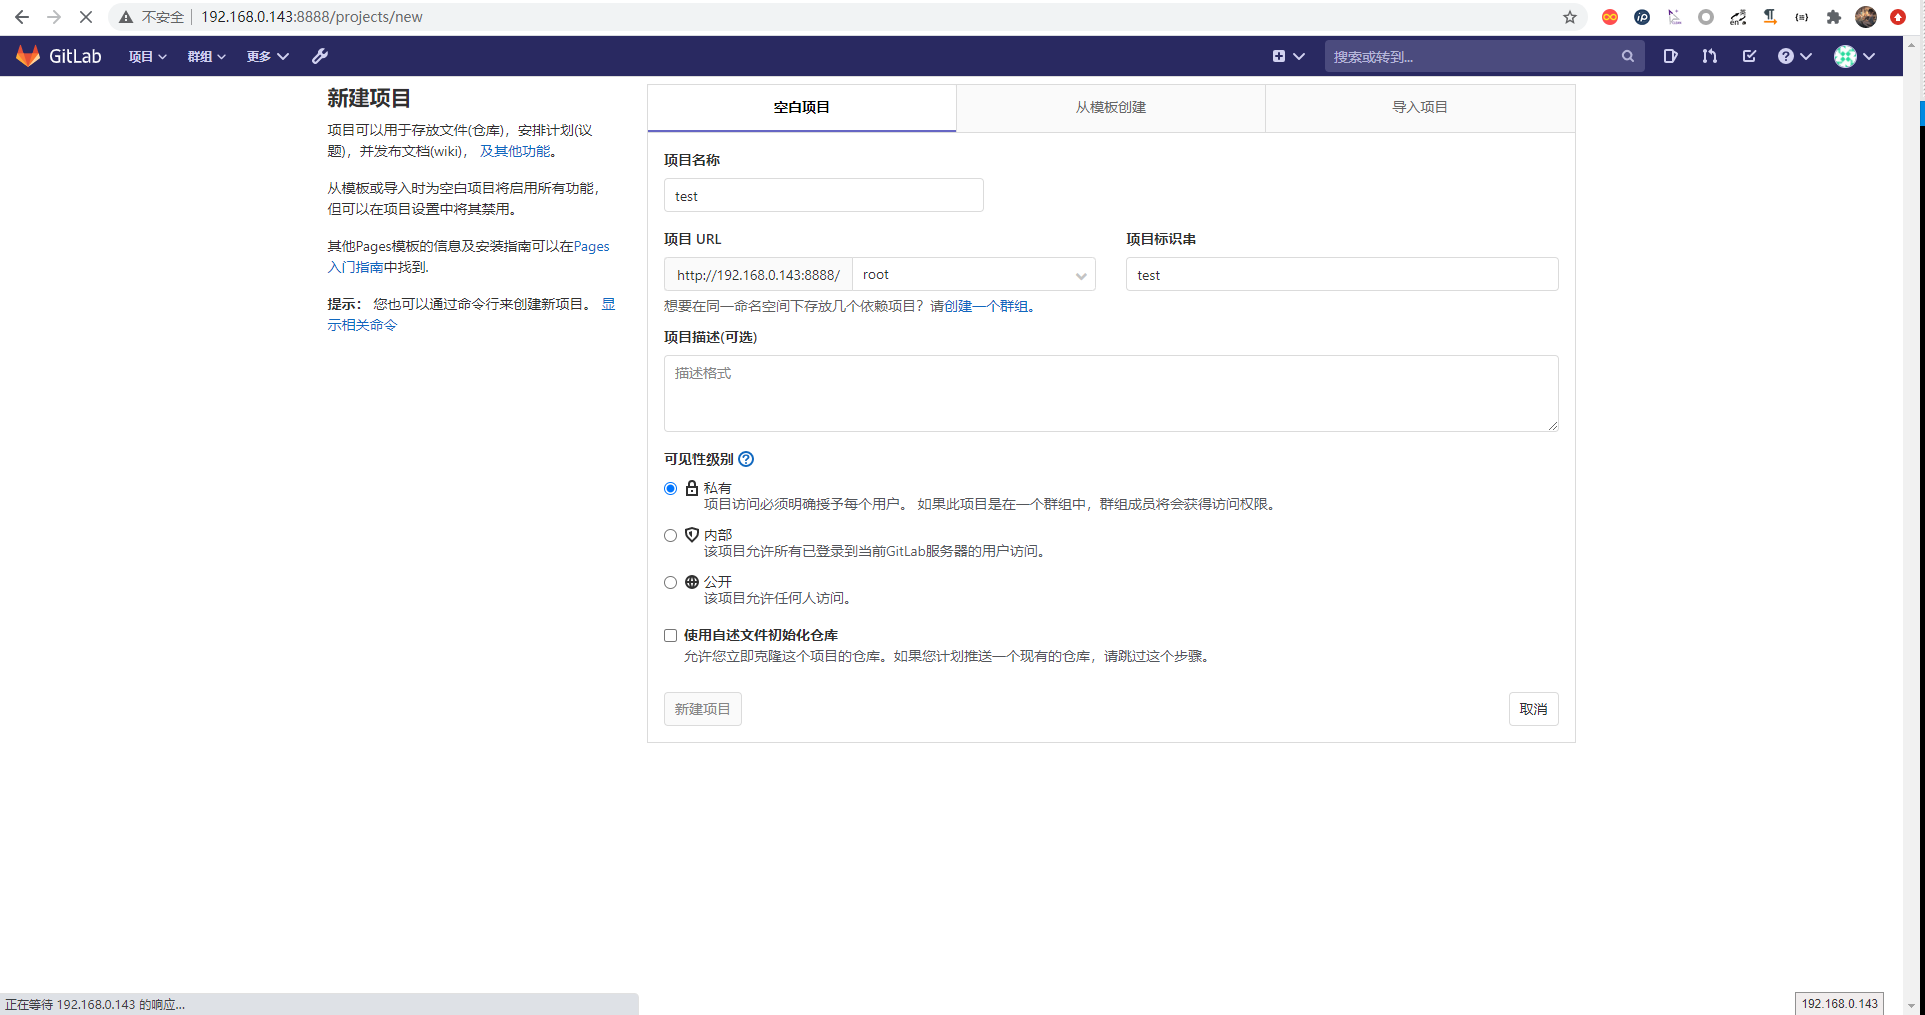 不安全
192.168.0.143:8888/projects/new
GitLab
项目
群组
更多
搜索或转到...
新建项目
项目可以用于存放文件(仓库)，安排计划(议
题)，并发布文档(wiki)， 及其他功能。
从模板或导入时为空白项目将启用所有功能，
但可以在项目设置中将其禁用。
其他Pages模板的信息及安装指南可以在Pages
入门指南中找到.
提示： 您也可以通过命令行来创建新项目。 显
示相关命令
空白项目
从模板创建
导入项目
项目名称
test
项目 URL
项目标识串
http://192.168.0.143:8888/
root
test
想要在同一命名空间下存放几个依赖项目？请创建一个群组。
项目描述(可选)
描述格式
可见性级别
私有
项目访问必须明确授予每个用户。 如果此项目是在一个群组中，群组成员将会获得访问权限。
内部
该项目允许所有已登录到当前GitLab服务器的用户访问。
公开
该项目允许任何人访问。
使用自述文件初始化仓库
允许您立即克隆这个项目的仓库。如果您计划推送一个现有的仓库，请跳过这个步骤。
新建项目
取消
正在等待 192.168.0.143 的响应...
192.168.0.143